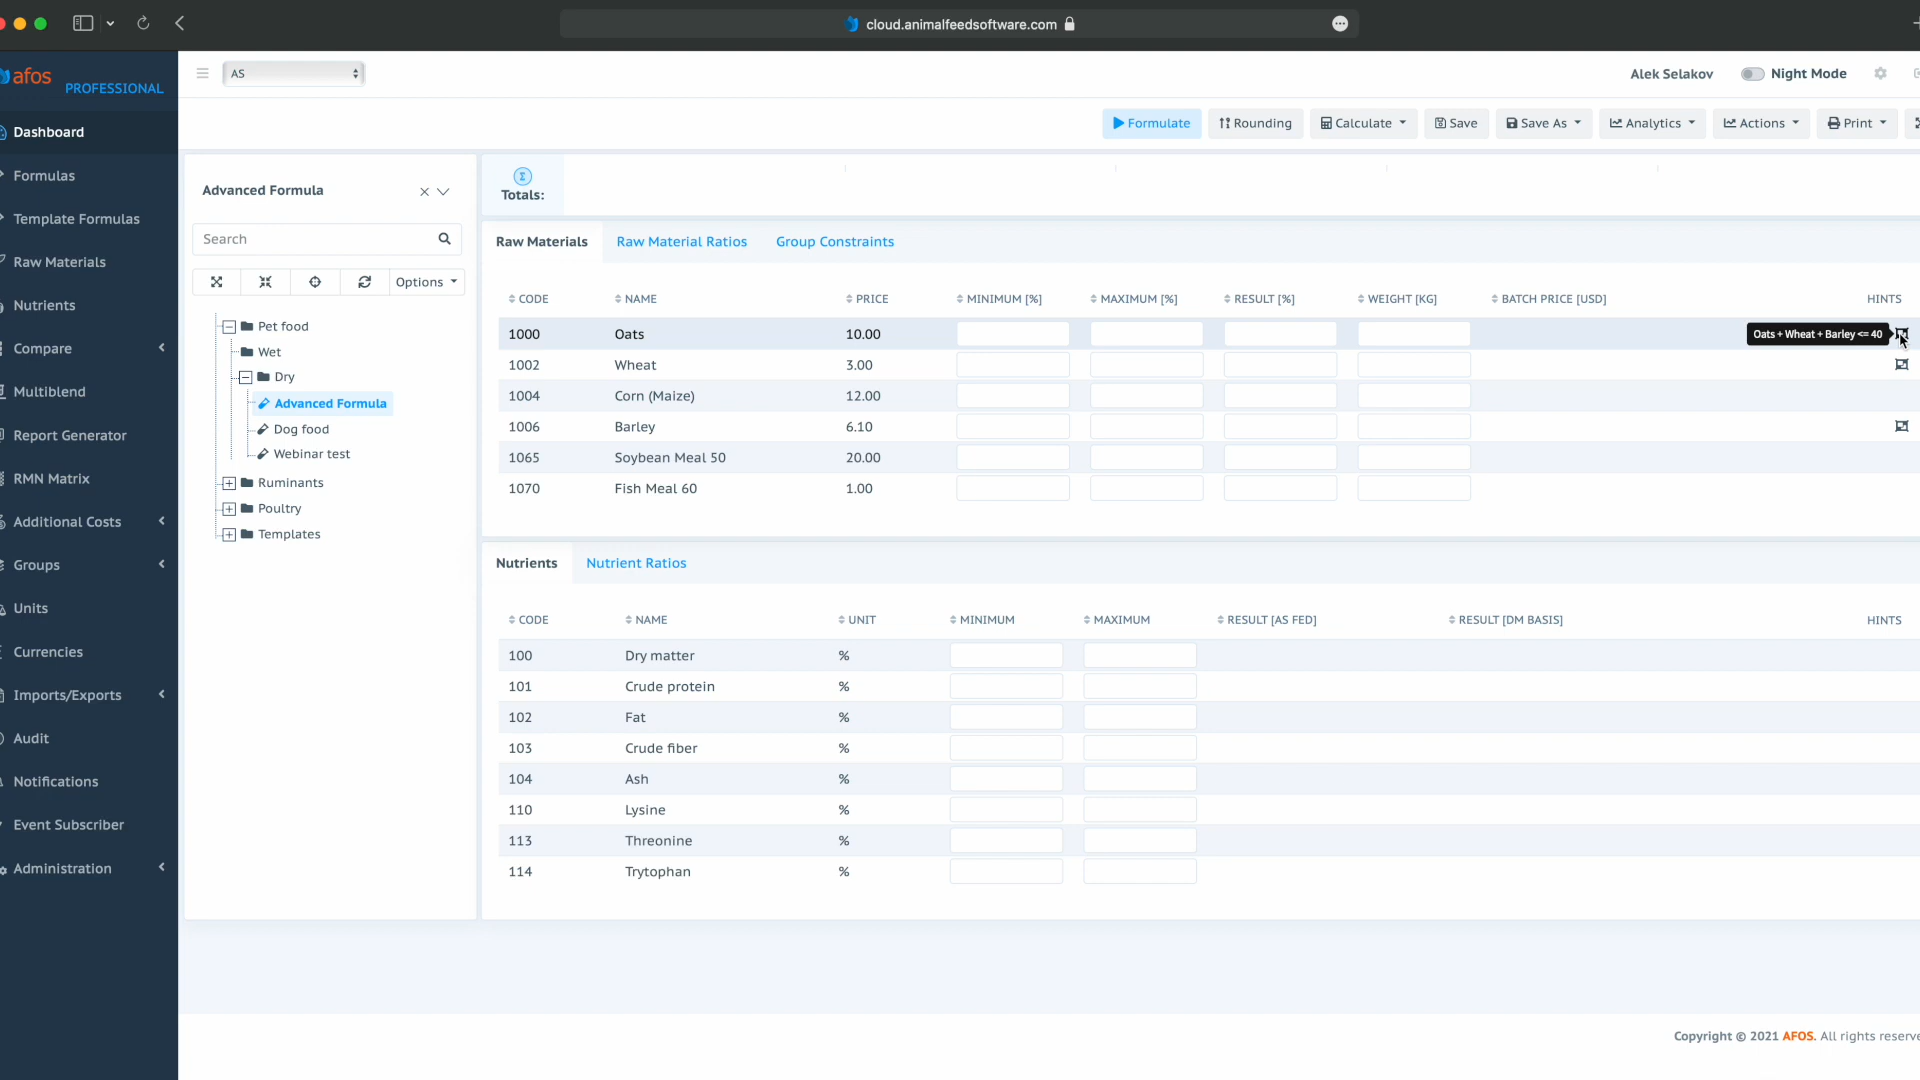 cloud.animalfeedsoftware.com
afos PROFESSIONAL
AS
Alek Selakov
Night Mode
Formulate
Rounding
Calculate
Save
Save As
Analytics
Actions
Print
Dashboard
Formulas
Template Formulas
Raw Materials
Nutrients
Compare
Multiblend
Report Generator
RMN Matrix
Additional Costs
Groups
Units
Currencies
Imports/Exports
Audit
Notifications
Event Subscriber
Administration
Advanced Formula
Search
Options
Pet food
Wet
Dry
Advanced Formula
Dog food
Webinar test
Ruminants
Poultry
Templates
Totals:
Raw Materials Raw Material Ratios Group Constraints
CODE NAME PRICE MINIMUM [%] MAXIMUM [%] RESULT [%] WEIGHT [KG] BATCH PRICE [USD] HINTS
1000 Oats 10.00 Oats + Wheat + Barley <= 40
1002 Wheat 3.00
1004 Corn (Maize) 12.00
1006 Barley 6.10
1065 Soybean Meal 50 20.00
1070 Fish Meal 60 1.00
Nutrients Nutrient Ratios
CODE NAME UNIT MINIMUM MAXIMUM RESULT [AS FED] RESULT [DM BASIS] HINTS
100 Dry matter %
101 Crude protein %
102 Fat %
103 Crude fiber %
104 Ash %
110 Lysine %
113 Threonine %
114 Trytophan %
Copyright © 2021 AFOS. All rights reserve